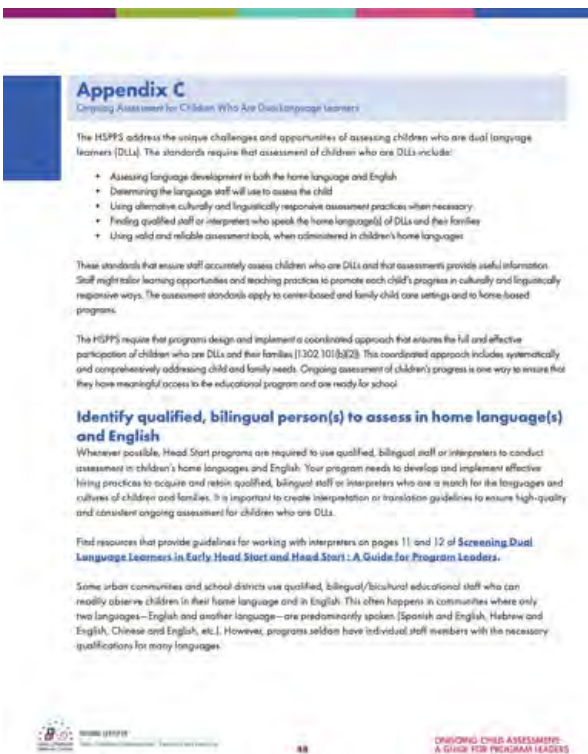 Appendix C
Ongoing Assessment for Children Who Are Dual Language Learners
The HSPPS address the unique challenges and opportunities of assessing children who are dual language
learners (DLLs). The standards require that assessment of children who are DLLs include:
• Assessing language development in both the home language and English
• Determining the language staff will use to assess the child
• Using alternative culturally and linguistically responsive assessment practices when necessary
• Finding qualified staff or interpreters who speak the home language(s) of DLLs and their families
• Using valid and reliable assessment tools, when administered in children's home languages
These standards that ensure staff accurately assess children who are DLLs and that assessments provide useful information.
Staff might tailor learning opportunities and teaching practices to promote each child's progress in culturally and linguistically
responsive ways. The assessment standards apply to center-based and family child care settings and to home-based
programs.
The HSPPS require that programs design and implement a coordinated approach that ensures the full and effective
participation of children who are DLLs and their families [1302.101(b)(2)]. This coordinated approach includes systematically
and comprehensively addressing child and family needs. Ongoing assessment of children's progress is one way to ensure that
they have meaningful access to the educational program and are ready for school.
Identify qualified, bilingual person(s) to assess in home language(s)
and English
Whenever possible, Head Start programs are required to use qualified, bilingual staff or interpreters to conduct
assessment in children's home languages and English. Your program needs to develop and implement effective
hiring practices to acquire and retain qualified, bilingual staff or interpreters who are a match for the languages and
cultures of children and families. It is important to create interpretation or translation guidelines to ensure high-quality
and consistent ongoing assessment for children who are DLLs.
Find resources that provide guidelines for working with interpreters on pages 11 and 12 of Screening Dual
Language Learners in Early Head Start and Head Start : A Guide for Program Leaders.
Some urban communities and school districts use qualified, bilingual/bicultural educational staff who can
readily observe children in their home language and in English. This often happens in communities where only
two languages—English and another language—are predominantly spoken (Spanish and English, Hebrew and
English, Chinese and English, etc.). However, programs seldom have individual staff members with the necessary
qualifications for many languages.
48
ONGOING CHILD ASSESSMENT:
A GUIDE FOR PROGRAM LEADERS